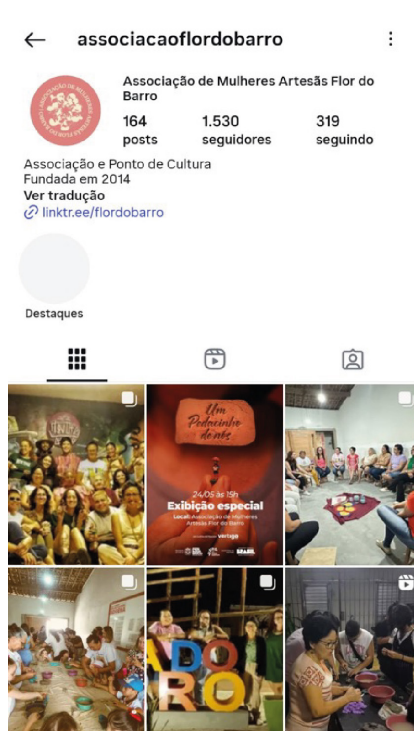 associacaoflordobarro
Associação de Mulheres Artesãs Flor do
Barro
164
1.530
319
posts
seguidores
seguindo
Associação e Ponto de Cultura
Fundada em 2014
Ver tradução
linktr.ee/flordobarro
Destaques
Um
Pedacinho
de nós
24/05 às 15h
Exibição especial
Local: Associação de Mulheres
Artesãs Flor do Barro
ADO
RO